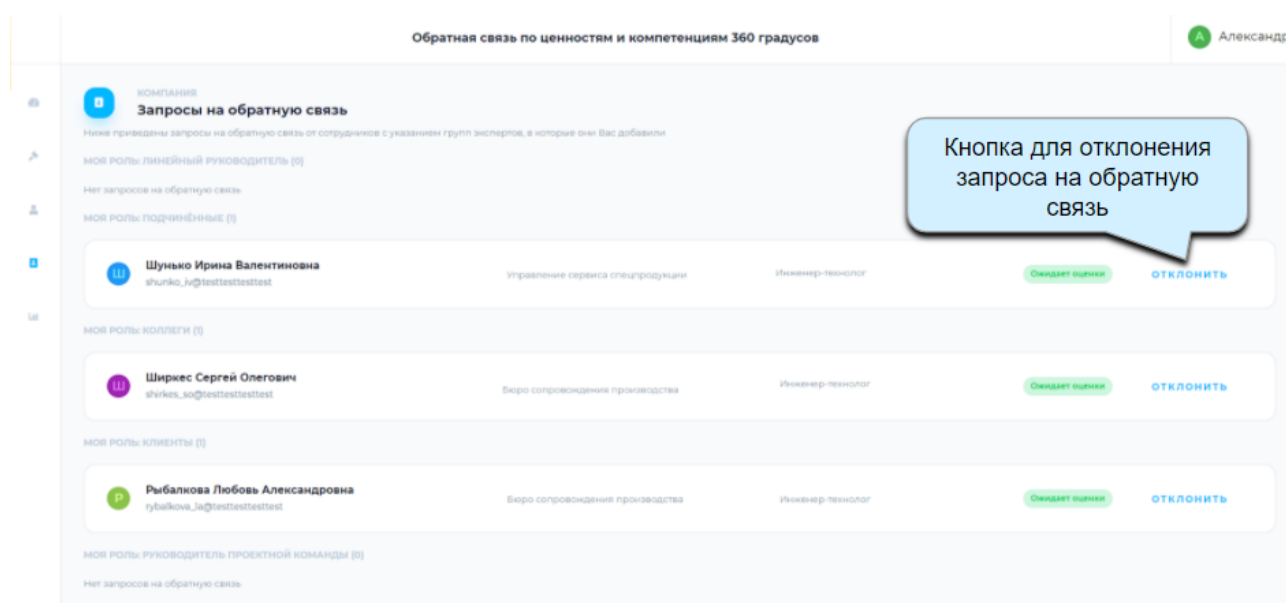 Обратная связь по ценностям и компетенциям 360 градусов
А Александр
КОМПАНИЯ
Запросы на обратную связь
Ниже приведены запросы на обратную связь от сотрудников с указанием групп экспертов, в которые они Вас добавили
Кнопка для отклонения
запроса на обратную
связь
МОЯ РОЛЬ: ЛИНЕЙНЫЙ РУКОВОДИТЕЛЬ (0)
Нет запросов на обратную связь
МОЯ РОЛЬ: ПОДЧИНЁННЫЕ (1)
Ш Шунько Ирина Валентиновна
shunko_iv@testtesttesttest
Управление сервиса спецпродукции
Инженер-технолог
Ожидает оценки
ОТКЛОНИТЬ
МОЯ РОЛЬ: КОЛЛЕГИ (1)
Ш Ширкес Сергей Олегович
shirkes_so@testtesttesttest
Бюро сопровождения производства
Инженер-технолог
Ожидает оценки
ОТКЛОНИТЬ
МОЯ РОЛЬ: КЛИЕНТЫ (1)
Р Рыбалкова Любовь Александровна
rybalkova_la@testtesttesttest
Бюро сопровождения производства
Инженер-технолог
Ожидает оценки
ОТКЛОНИТЬ
МОЯ РОЛЬ: РУКОВОДИТЕЛЬ ПРОЕКТНОЙ КОМАНДЫ (0)
Нет запросов на обратную связь